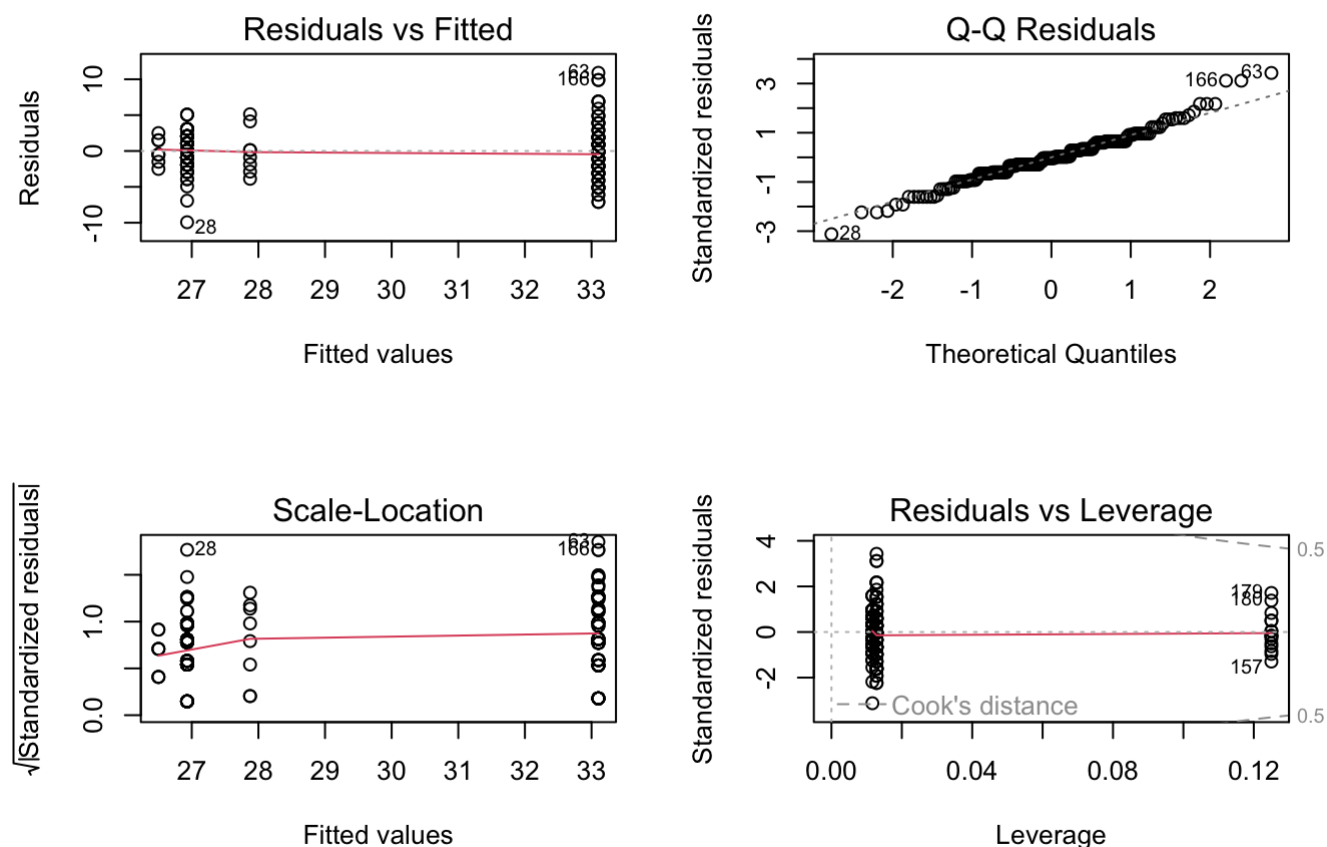 Residuals vs Fitted
Residuals
10
0
-10
63
166
28
27 28 29 30 31 32 33
Fitted values
Q-Q Residuals
Standardized residuals
3
1
-1
-3
166
63
28
-2 -1 0 1 2
Theoretical Quantiles
Scale-Location
√|Standardized residuals|
1.0
0.0
28
63
166
27 28 29 30 31 32 33
Fitted values
Residuals vs Leverage
Standardized residuals
4
2
0
-2
0.5
0.5
180
157
Cook's distance
0.00 0.04 0.08 0.12
Leverage